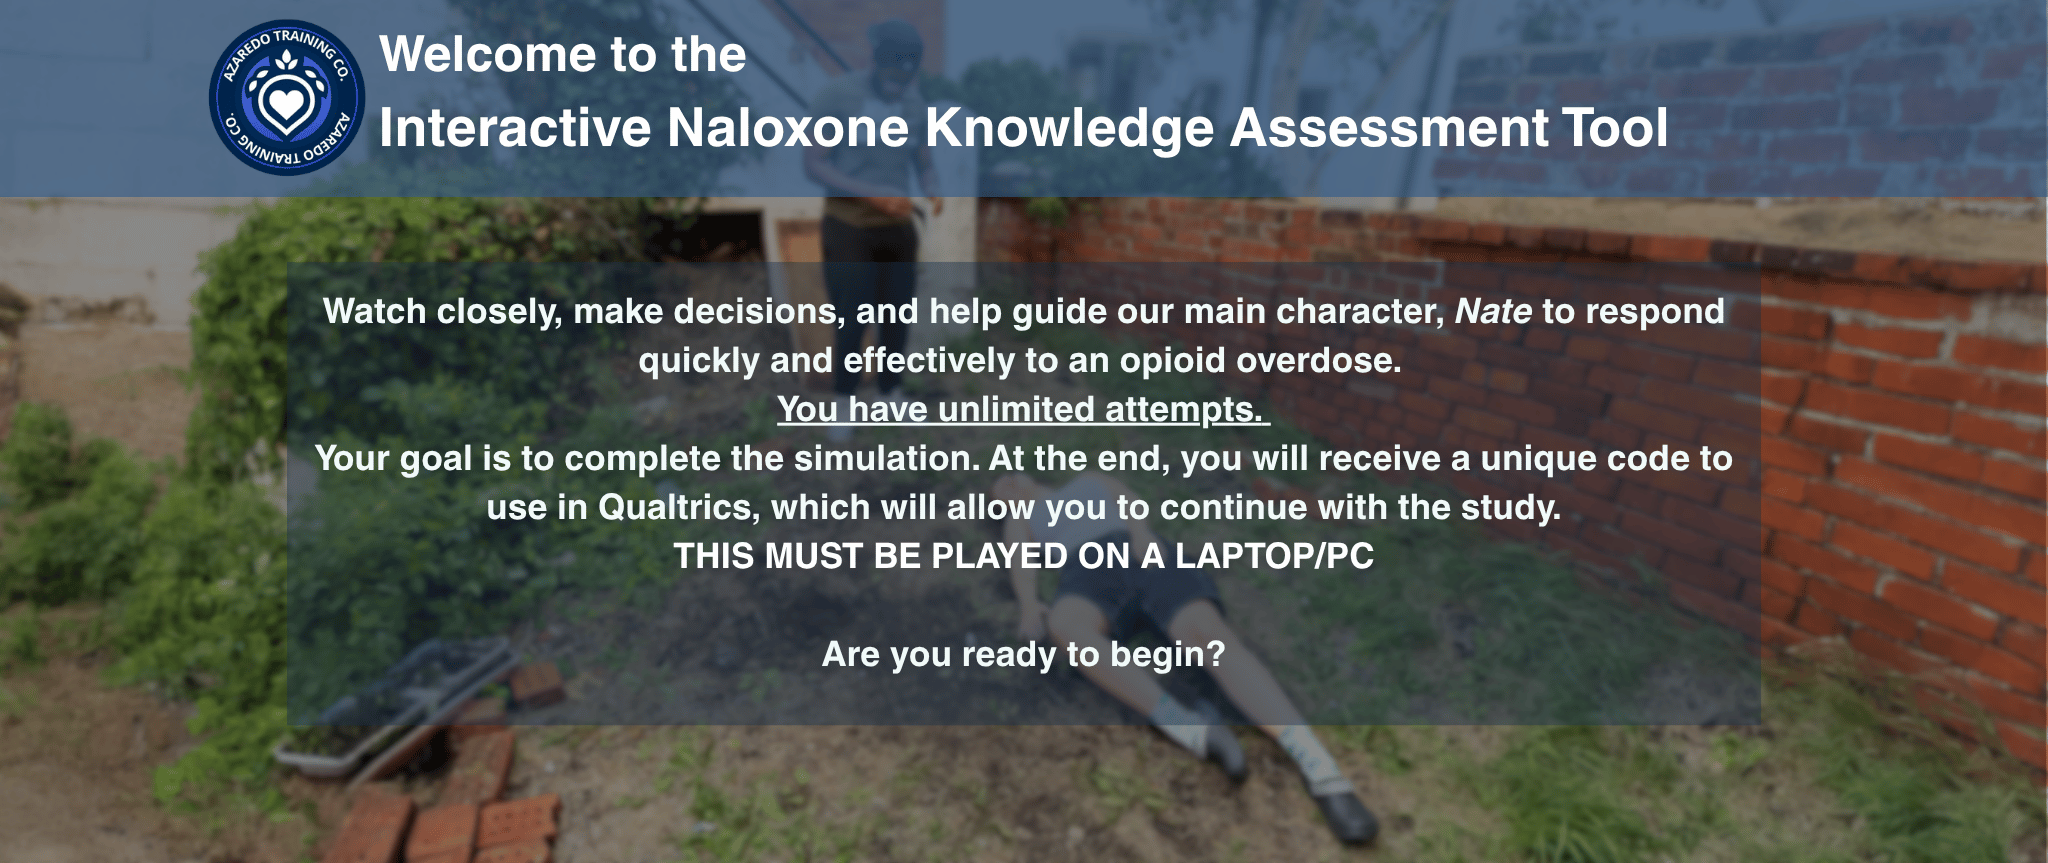 AZAREDO TRAINING CO.
AZAREDO TRAINING CO.
Welcome to the
Interactive Naloxone Knowledge Assessment Tool
Watch closely, make decisions, and help guide our main character, Nate to respond
quickly and effectively to an opioid overdose.
You have unlimited attempts.
Your goal is to complete the simulation. At the end, you will receive a unique code to
use in Qualtrics, which will allow you to continue with the study.
THIS MUST BE PLAYED ON A LAPTOP/PC
Are you ready to begin?